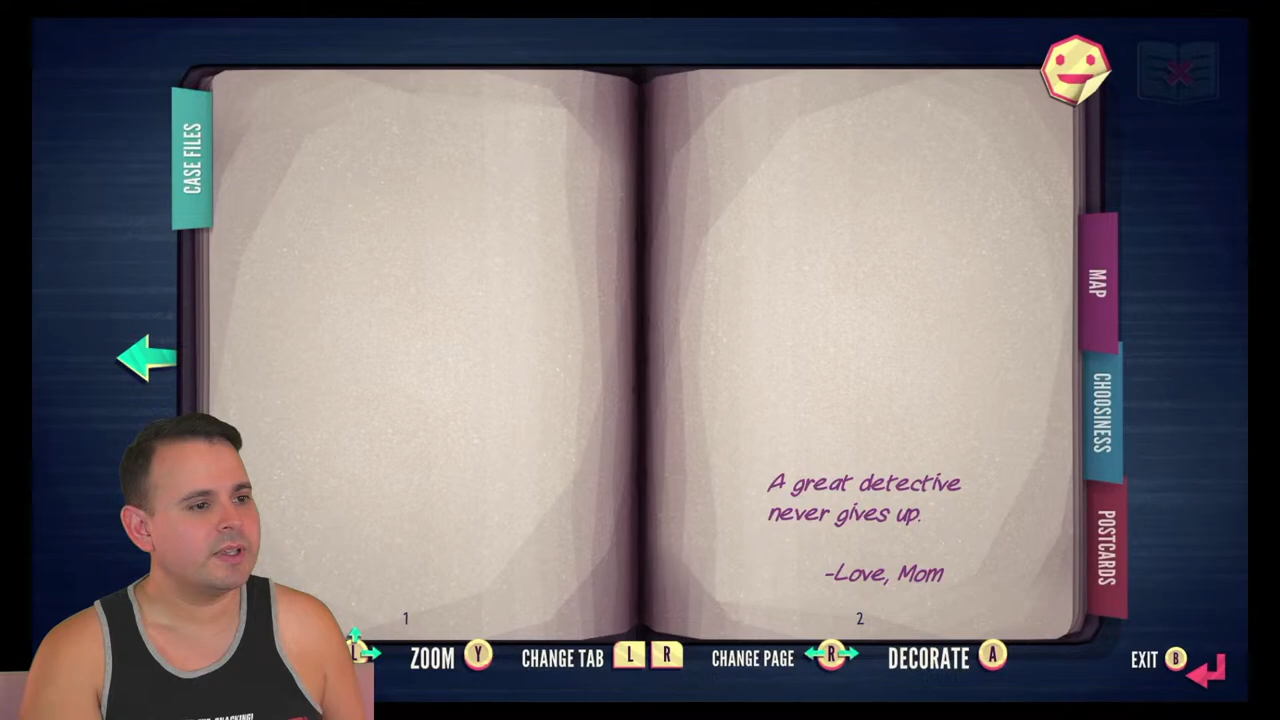 CASE FILES
MAP
CHOOSINESS
POSTCARDS
A great detective
never gives up.
-Love, Mom
1
2
L
ZOOM Y
CHANGE TAB L R
CHANGE PAGE R
DECORATE A
EXIT B